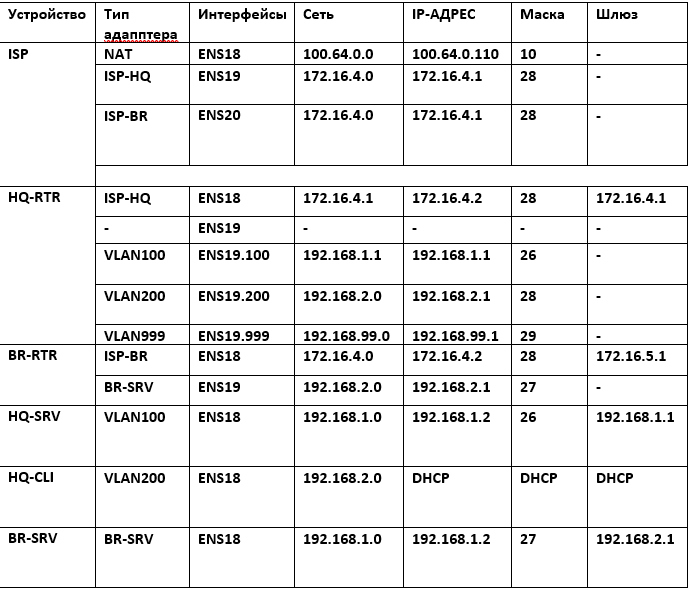 Устройство Тип адапптера Интерфейсы Сеть IP-АДРЕС Маска Шлюз
ISP NAT ENS18 100.64.0.0 100.64.0.110 10 -
ISP-HQ ENS19 172.16.4.0 172.16.4.1 28 -
ISP-BR ENS20 172.16.4.0 172.16.4.1 28 -
HQ-RTR ISP-HQ ENS18 172.16.4.1 172.16.4.2 28 172.16.4.1
- ENS19 - - - -
VLAN100 ENS19.100 192.168.1.1 192.168.1.1 26 -
VLAN200 ENS19.200 192.168.2.0 192.168.2.1 28 -
VLAN999 ENS19.999 192.168.99.0 192.168.99.1 29 -
BR-RTR ISP-BR ENS18 172.16.4.0 172.16.4.2 28 172.16.5.1
BR-SRV ENS19 192.168.2.0 192.168.2.1 27 -
HQ-SRV VLAN100 ENS18 192.168.1.0 192.168.1.2 26 192.168.1.1
HQ-CLI VLAN200 ENS18 192.168.2.0 DHCP DHCP DHCP
BR-SRV BR-SRV ENS18 192.168.1.0 192.168.1.2 27 192.168.2.1